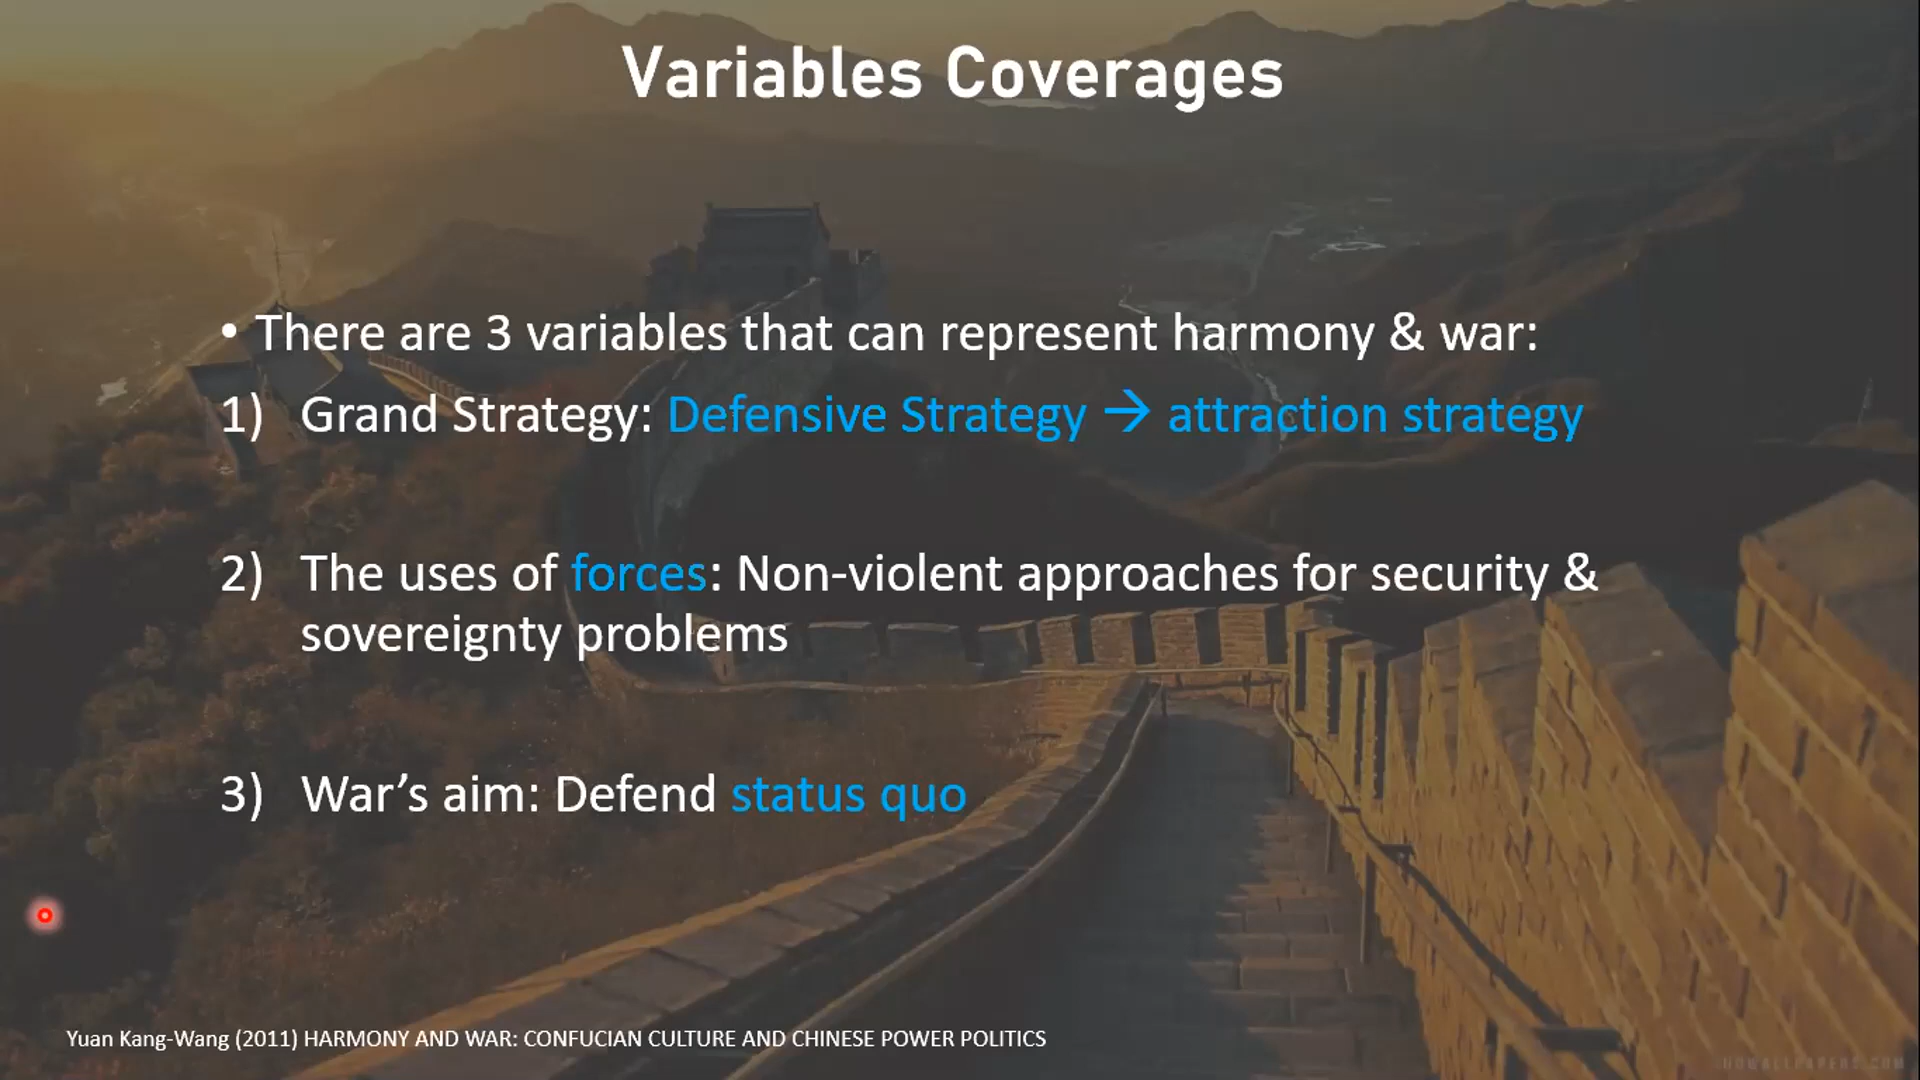 Variables Coverages
• There are 3 variables that can represent harmony & war:
1) Grand Strategy: Defensive Strategy → attraction strategy
2) The uses of forces: Non-violent approaches for security &
sovereignty problems
3) War’s aim: Defend status quo
Yuan Kang-Wang (2011) HARMONY AND WAR: CONFUCIAN CULTURE AND CHINESE POWER POLITICS
HDWALLPAPERS.COM